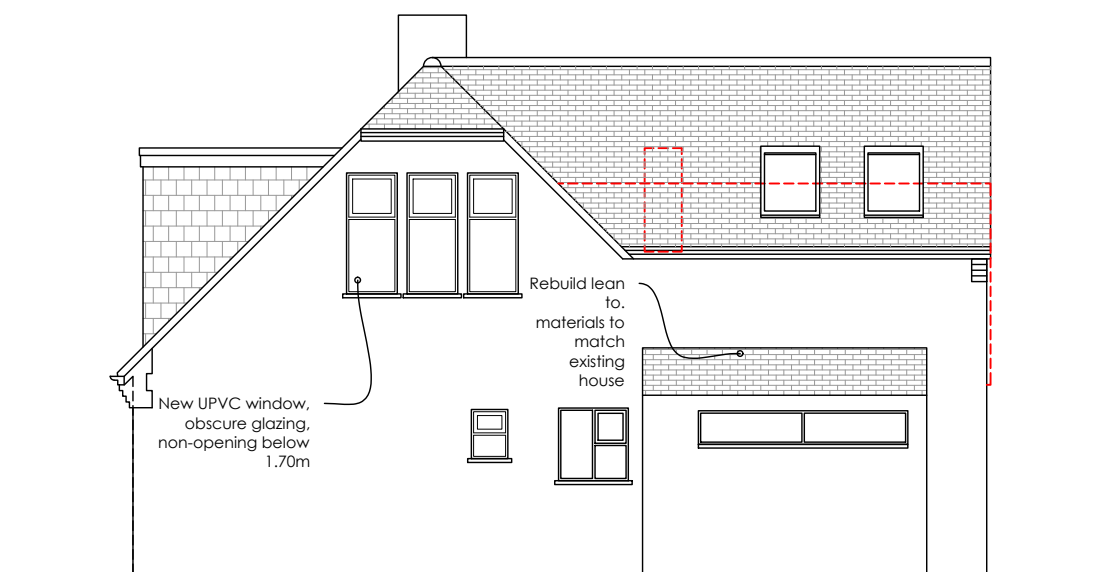 Rebuild lean
to.
materials to
match
existing
house
New UPVC window,
obscure glazing,
non-opening below
1.70m